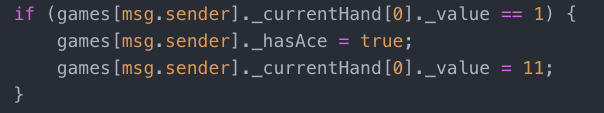 if (games[msg.sender]._currentHand[0]._value == 1) {
    games[msg.sender]._hasAce = true;
    games[msg.sender]._currentHand[0]._value = 11;
}